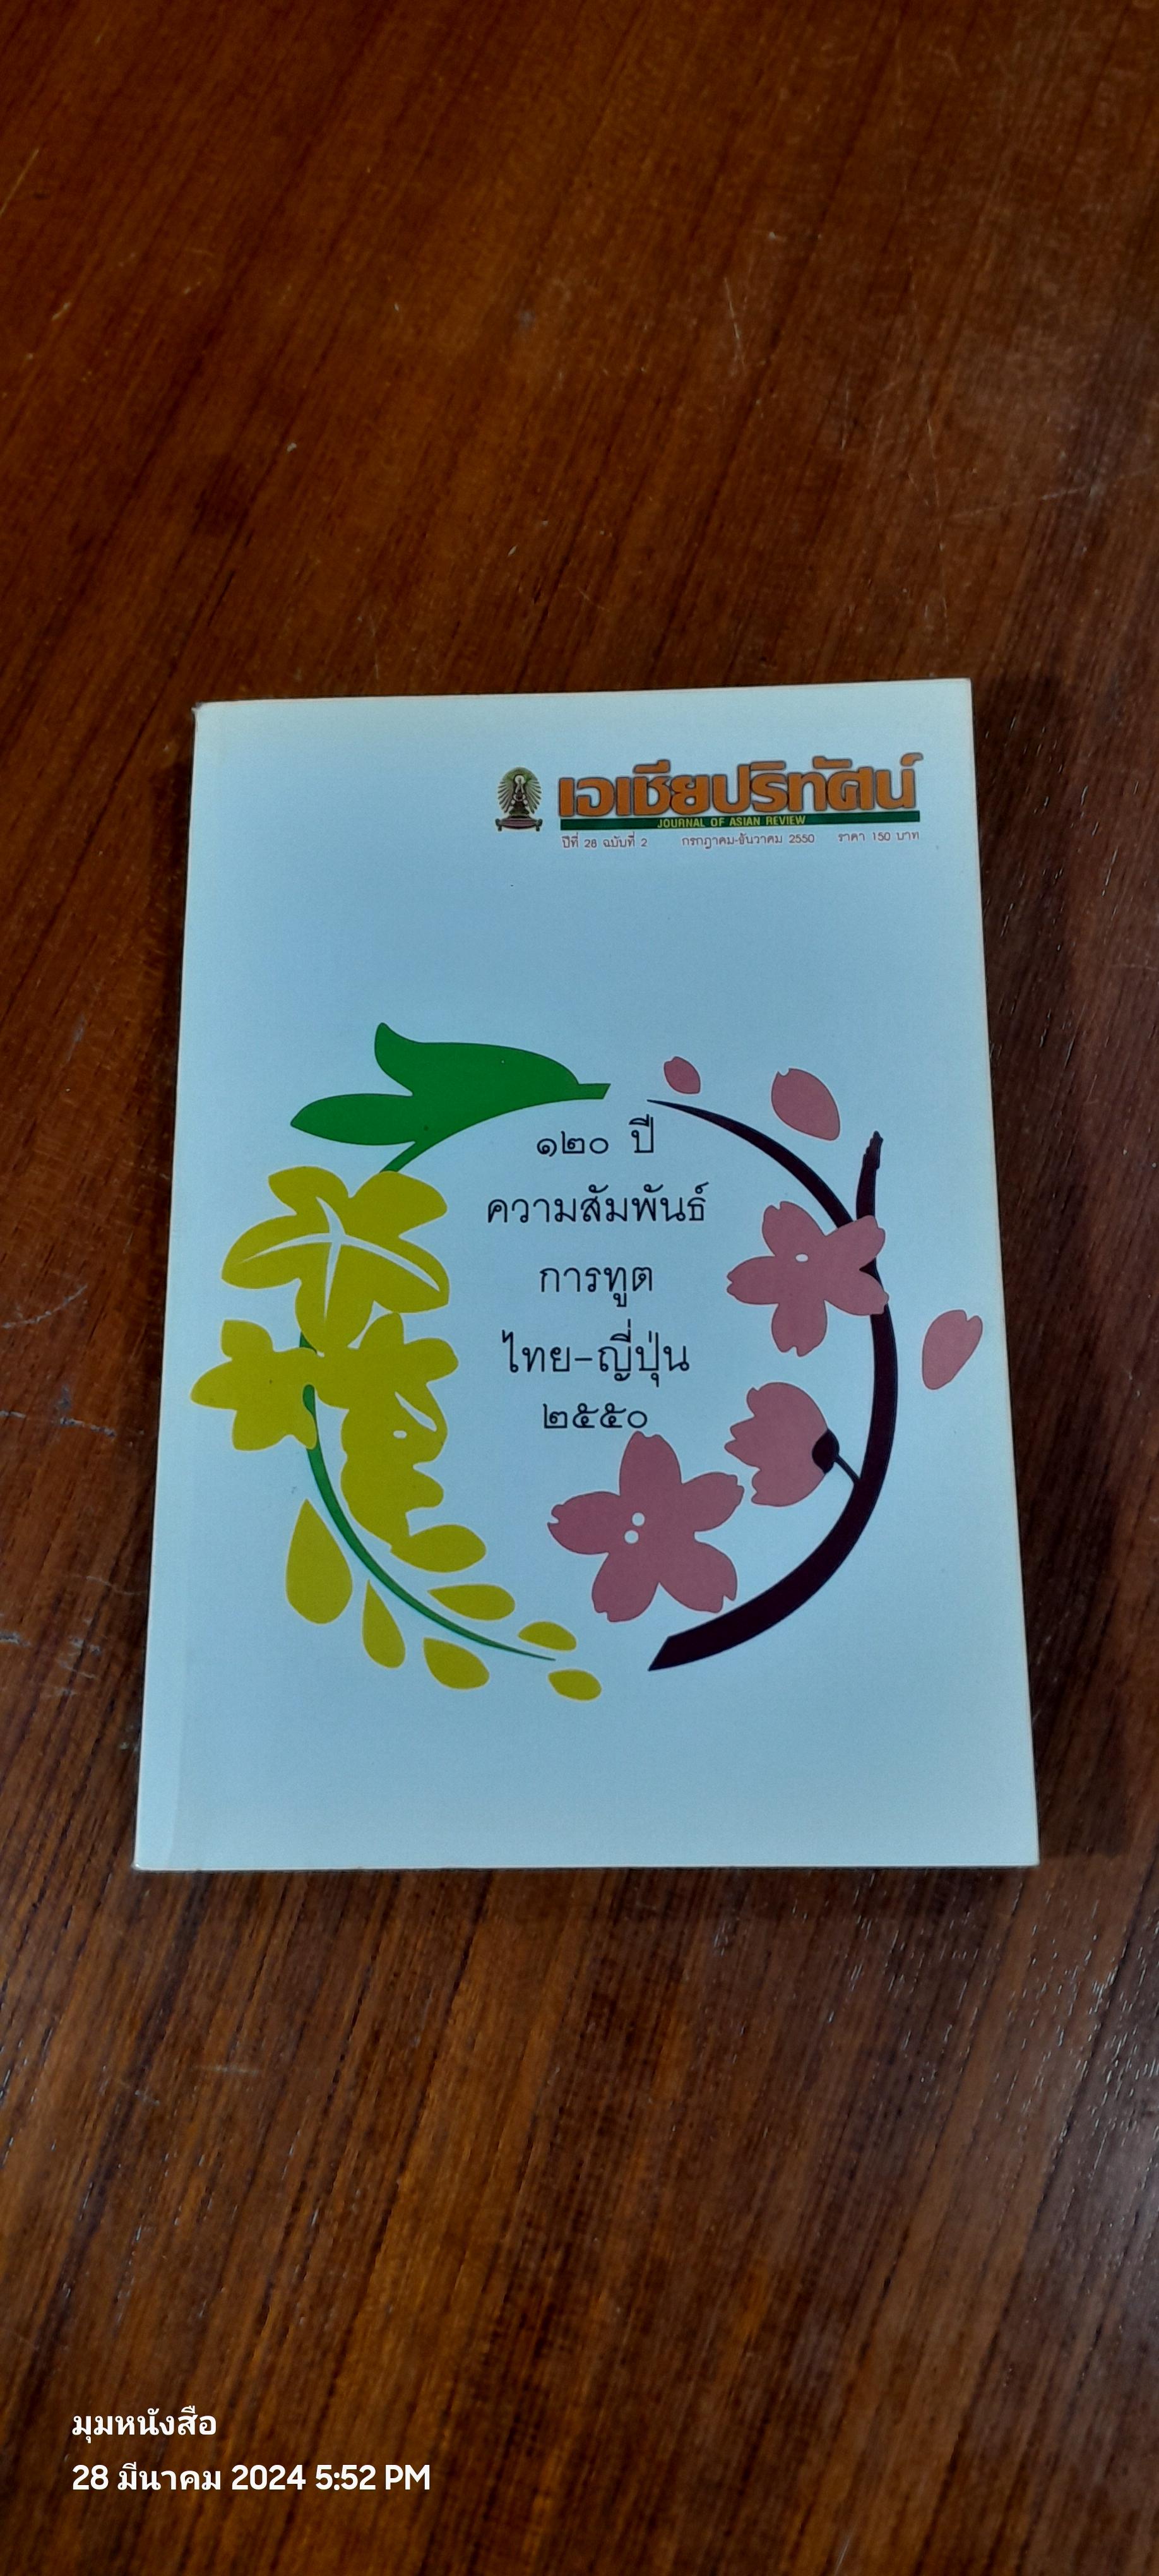 เอเชียปริทัศน์
JOURNAL OF ASIAN REVIEW
ปีที่ 28 ฉบับที่ 2 กรกฎาคม-ธันวาคม 2550 ราคา 150 บาท
๑๒๐ ปี
ความสัมพันธ์
การทูต
ไทย-ญี่ปุ่น
๒๕๕๐
มุมหนังสือ
28 มีนาคม 2024 5:52 PM